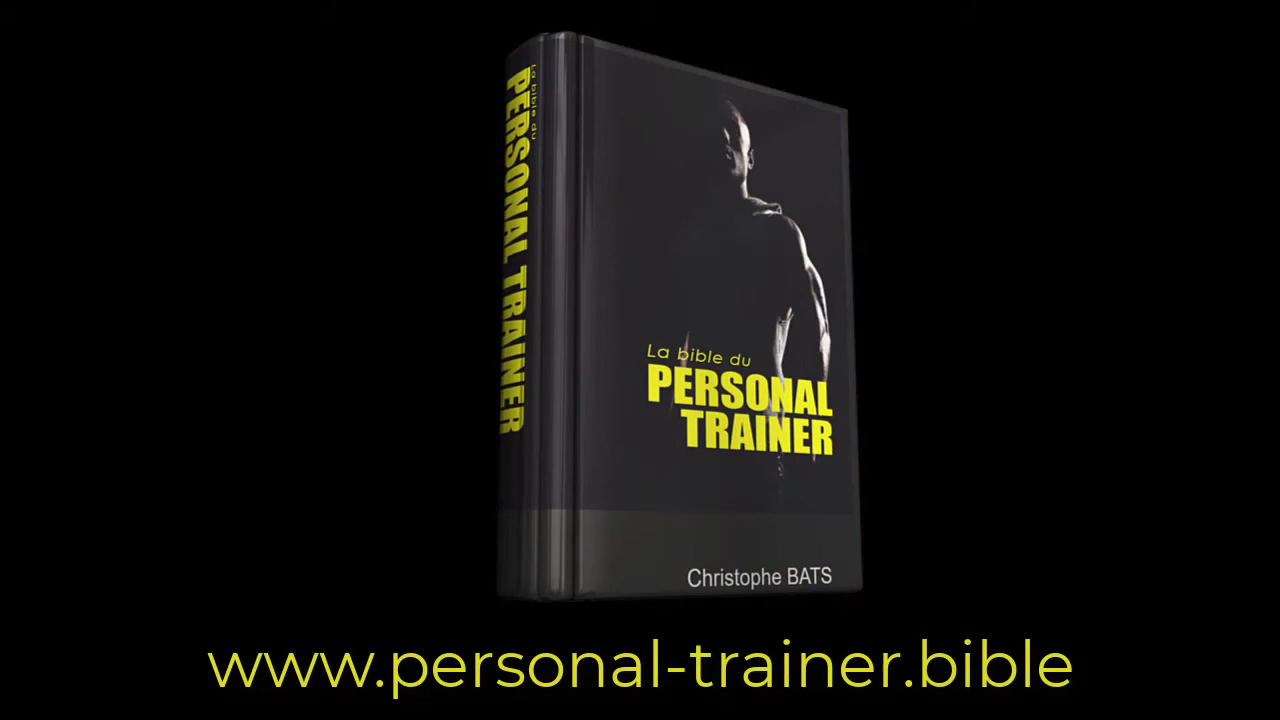 La bible du
PERSONAL TRAINER
La bible du
PERSONAL
TRAINER
Christophe BATS
www.personal-trainer.bible